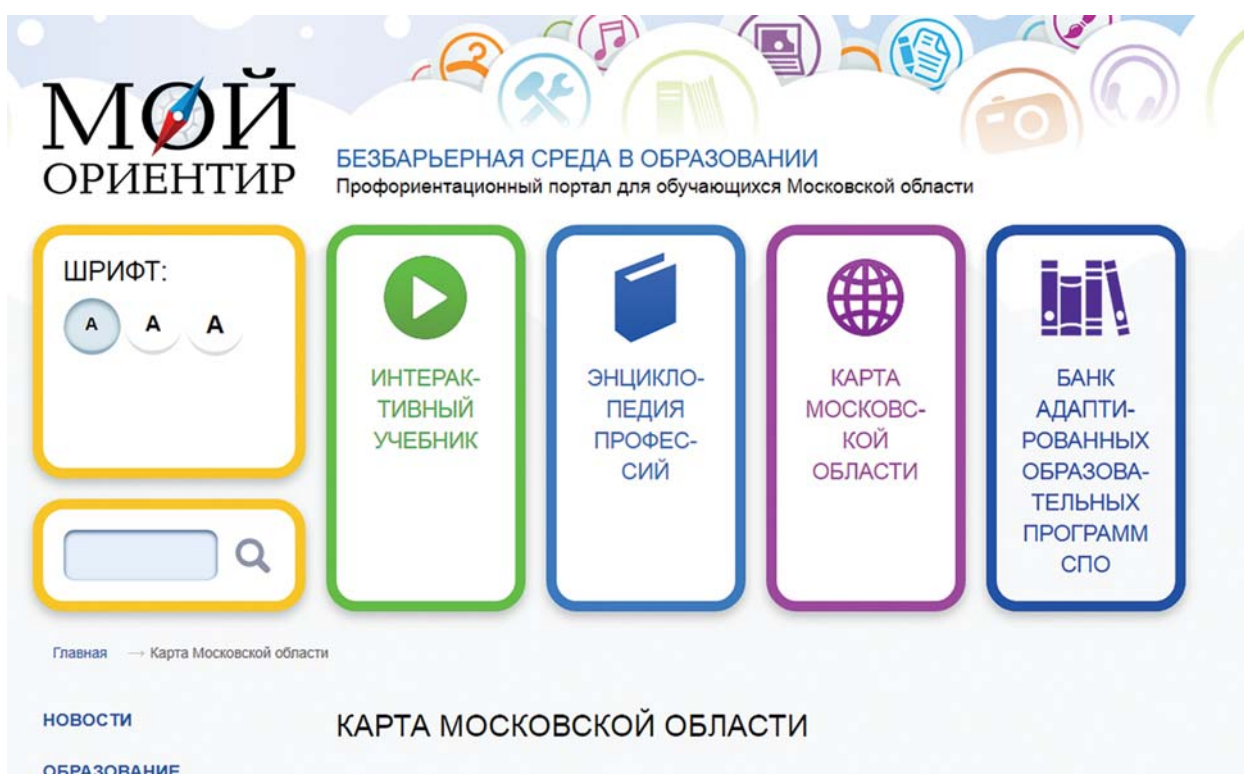 МОЙ
ОРИЕНТИР
БЕЗБАРЬЕРНАЯ СРЕДА В ОБРАЗОВАНИИ
Профориентационный портал для обучающихся Московской области
ШРИФТ:
А А А
ИНТЕРАК-
ТИВНЫЙ
УЧЕБНИК
ЭНЦИКЛО-
ПЕДИЯ
ПРОФЕС-
СИЙ
КАРТА
МОСКОВС-
КОЙ
ОБЛАСТИ
БАНК
АДАПТИ-
РОВАННЫХ
ОБРАЗОВА-
ТЕЛЬНЫХ
ПРОГРАММ
СПО
Главная → Карта Московской области
НОВОСТИ
КАРТА МОСКОВСКОЙ ОБЛАСТИ
ОБРАЗОВАНИЕ